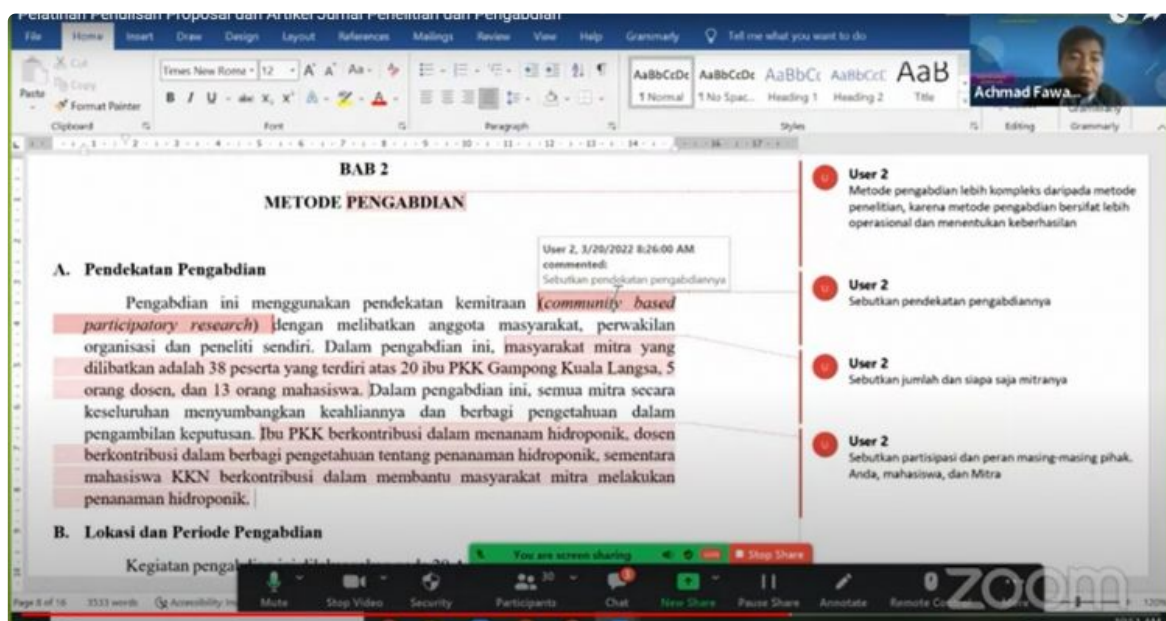 Pelatihan Penulisan Proposal dan Artikel Jurnal Penelitian dan Pengabdian
File Home Insert Draw Design Layout References Mailings Review View Help Grammarly Tell me what you want to do
Cut
Copy
Paste
Format Painter
Times New Roma 12
AaBbCcDc AaBbCcDc AaBbCc AaBbCcC AaB
¶ Normal ¶ No Spac... Heading 1 Heading 2 Title
Clipboard Font Paragraph Styles Editing Grammarly
Achmad Fawa...
BAB 2
METODE PENGABDIAN
A. Pendekatan Pengabdian
Pengabdian ini menggunakan pendekatan kemitraan (community based
participatory research) dengan melibatkan anggota masyarakat, perwakilan
organisasi dan peneliti sendiri. Dalam pengabdian ini, masyarakat mitra yang
dilibatkan adalah 38 peserta yang terdiri atas 20 ibu PKK Gampong Kuala Langsa, 5
orang dosen, dan 13 orang mahasiswa. Dalam pengabdian ini, semua mitra secara
keseluruhan menyumbangkan keahliannya dan berbagi pengetahuan dalam
pengambilan keputusan. Ibu PKK berkontribusi dalam menanam hidroponik, dosen
berkontribusi dalam berbagi pengetahuan tentang penanaman hidroponik, sementara
mahasiswa KKN berkontribusi dalam membantu masyarakat mitra melakukan
penanaman hidroponik.
B. Lokasi dan Periode Pengabdian
User 2, 3/20/2022 8:26:00 AM
commented:
Sebutkan pendekatan pengabdiannya
User 2
Metode pengabdian lebih kompleks daripada metode
penelitian, karena metode pengabdian bersifat lebih
operasional dan menentukan keberhasilan
User 2
Sebutkan pendekatan pengabdiannya
User 2
Sebutkan jumlah dan siapa saja mitranya
User 2
Sebutkan partisipasi dan peran masing-masing pihak.
Anda, mahasiswa, dan Mitra
You are screen sharing Stop Share
Mute Stop Video Security Participants 30 Chat New Share Pause Share Annotate Remote
zoom
Page 8 of 16 3533 words 120%